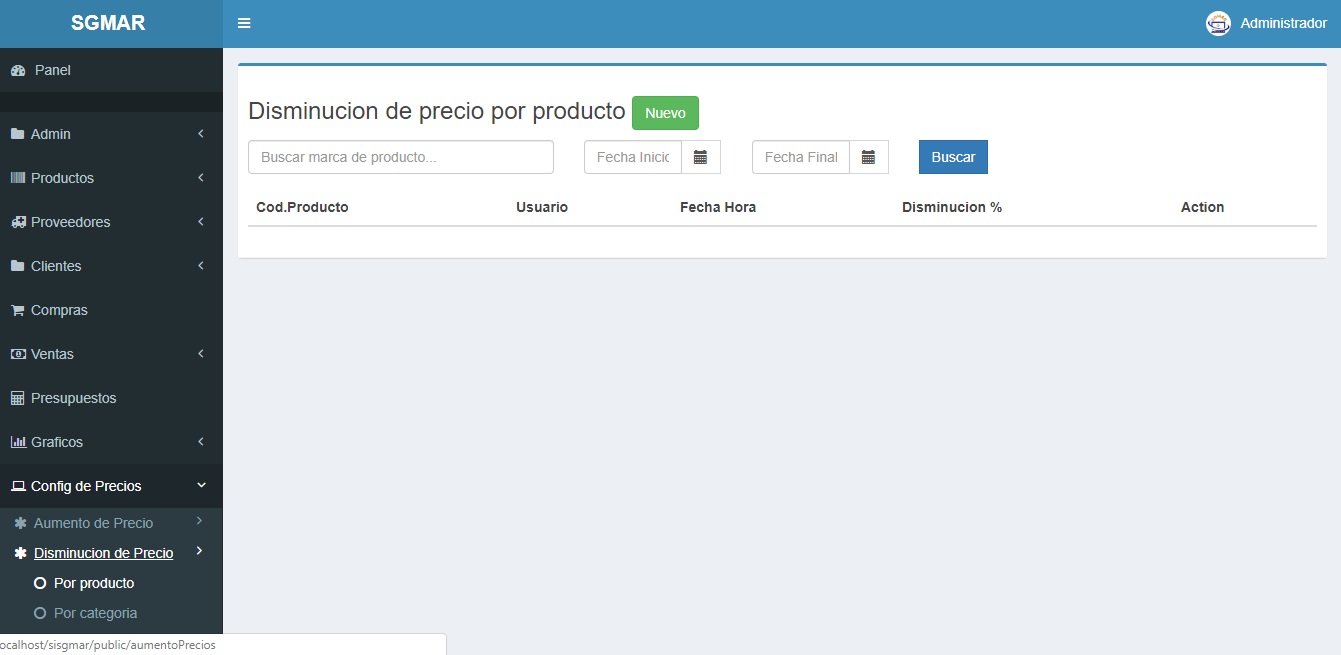 SGMAR
Administrador
Panel
Admin
Productos
Proveedores
Clientes
Compras
Ventas
Presupuestos
Graficos
Config de Precios
Aumento de Precio
Disminucion de Precio
Por producto
Por categoria
Disminucion de precio por producto Nuevo
Buscar marca de producto... Fecha Inicio Fecha Final Buscar
Cod.Producto Usuario Fecha Hora Disminucion % Action
ocalhost/sisgmar/public/aumentoPrecios